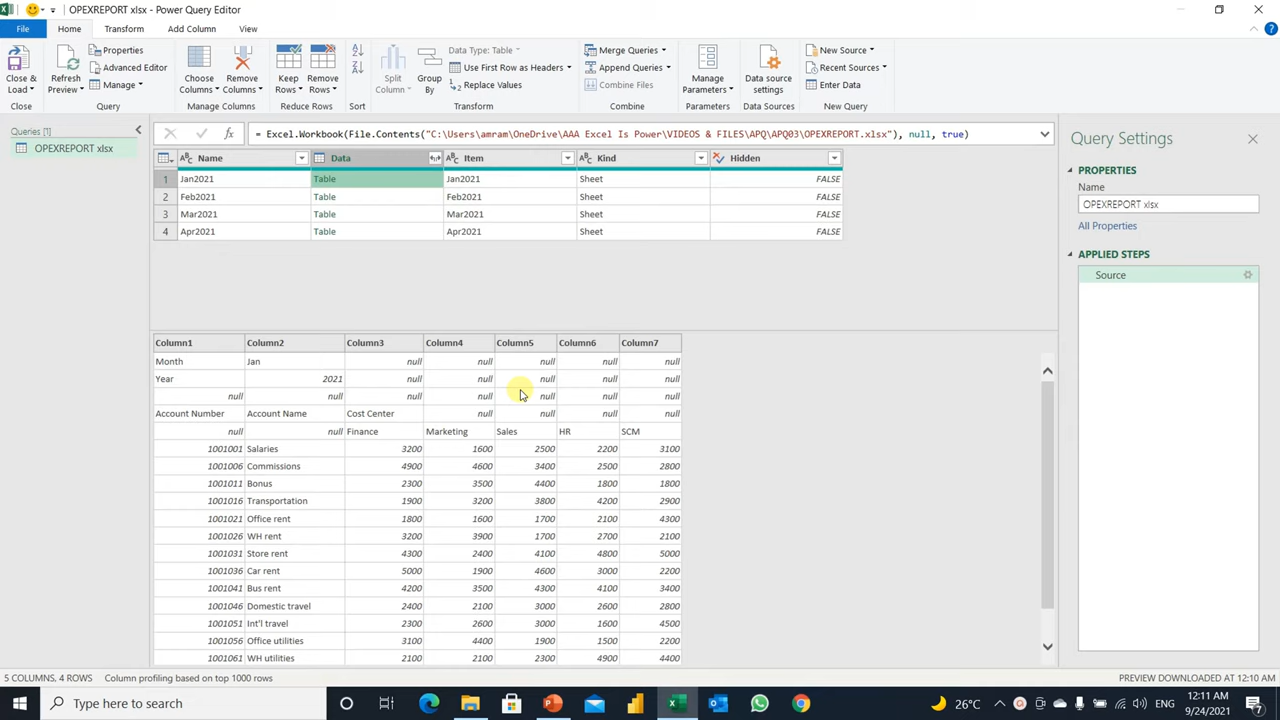 OPEXREPORT xlsx - Power Query Editor
File Home Transform Add Column View
Close & Load
Close
Refresh Preview
Properties
Advanced Editor
Manage
Query
Choose Columns
Remove Columns
Manage Columns
Keep Rows
Remove Rows
Reduce Rows
Sort
Split Column
Group By
Data Type: Table
Use First Row as Headers
Replace Values
Transform
Merge Queries
Append Queries
Combine Files
Combine
Manage Parameters
Parameters
Data source settings
Data Sources
New Source
Recent Sources
Enter Data
New Query
Queries [1]
OPEXREPORT xlsx
fx = Excel.Workbook(File.Contents("C:\Users\amram\OneDrive\AAA Excel Is Power\VIDEOS & FILES\APQ\APQ03\OPEXREPORT.xlsx"), null, true)
Name Data Item Kind Hidden
1 Jan2021 Table Jan2021 Sheet FALSE
2 Feb2021 Table Feb2021 Sheet FALSE
3 Mar2021 Table Mar2021 Sheet FALSE
4 Apr2021 Table Apr2021 Sheet FALSE
Column1 Column2 Column3 Column4 Column5 Column6 Column7
Month Jan null null null null null
Year 2021 null null null null null
null null null null null null null
Account Number Account Name Cost Center null null null null
null null Finance Marketing Sales HR SCM
1001001 Salaries 3200 1600 2500 2200 3100
1001006 Commissions 4900 4600 3400 2500 2800
1001011 Bonus 2300 3500 4400 1800 1800
1001016 Transportation 1900 3200 3800 4200 2900
1001021 Office rent 1800 1600 1700 2100 4300
1001026 WH rent 3200 3900 1700 2700 2100
1001031 Store rent 4300 2400 4100 4800 5000
1001036 Car rent 5000 1900 4600 3000 2200
1001041 Bus rent 4200 3500 4300 4100 3400
1001046 Domestic travel 2400 2100 3000 2600 2800
1001051 Int'l travel 2300 2600 3000 1600 4500
1001056 Office utilities 3100 4400 1900 1500 2200
1001061 WH utilities 2100 2100 2300 4900 4400
Query Settings
PROPERTIES
Name
OPEXREPORT xlsx
All Properties
APPLIED STEPS
Source
5 COLUMNS, 4 ROWS Column profiling based on top 1000 rows
PREVIEW DOWNLOADED AT 12:10 AM
Type here to search
26°C
ENG
12:11 AM
9/24/2021
7